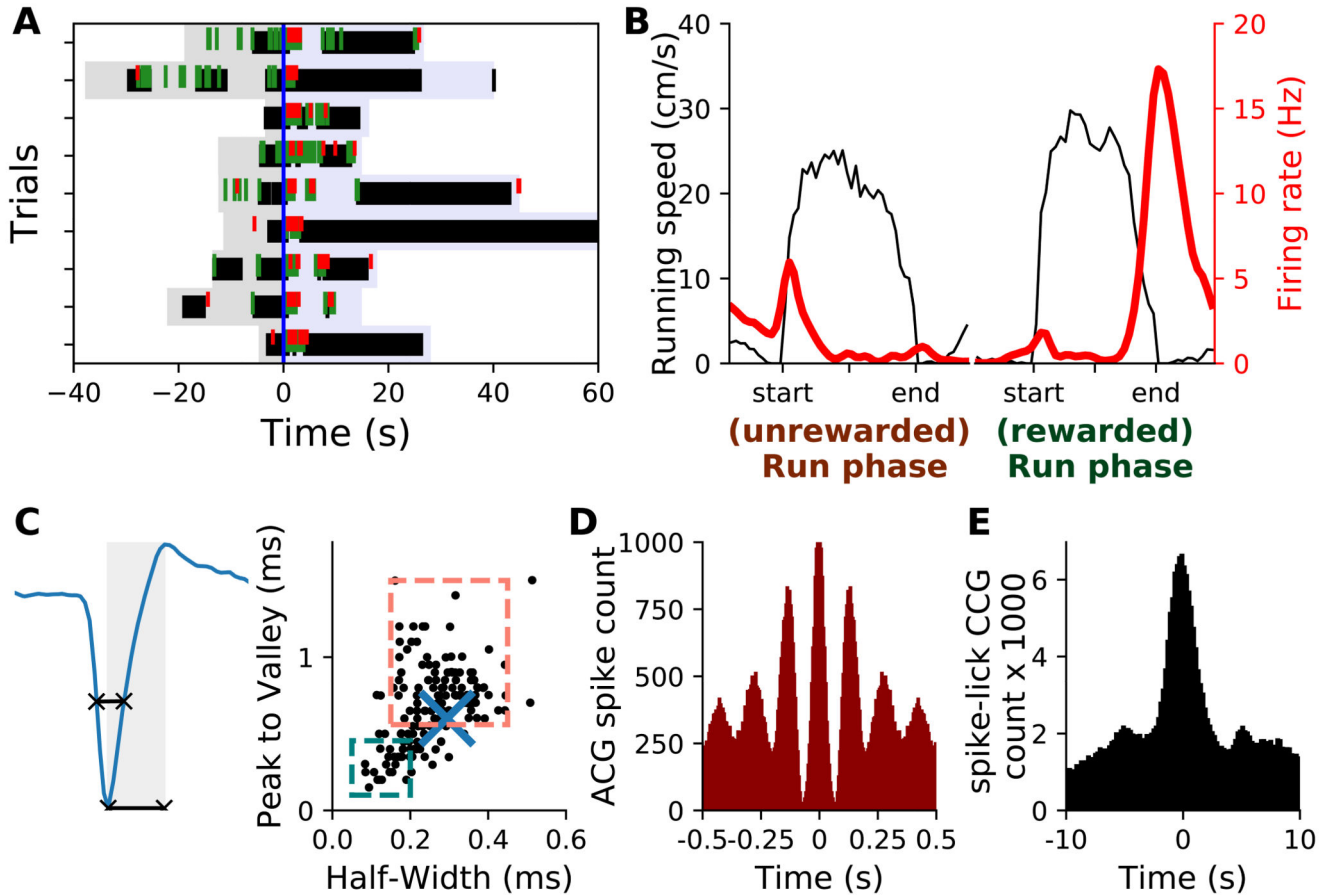 A
Trials
−40
−20
0
20
40
60
Time (s)
B
Running speed (cm/s)
40
30
20
10
0
20
15
10
5
0
Firing rate (Hz)
start
end
start
end
(unrewarded)
Run phase
(rewarded)
Run phase
C
Peak to Valley (ms)
1
0
0.0
0.2
0.4
0.6
Half-Width (ms)
D
ACG spike count
1000
750
500
250
0
-0.5
-0.25
0
0.25
0.5
Time (s)
E
spike-lick CCG
count x 1000
6
4
2
0
-10
0
10
Time (s)